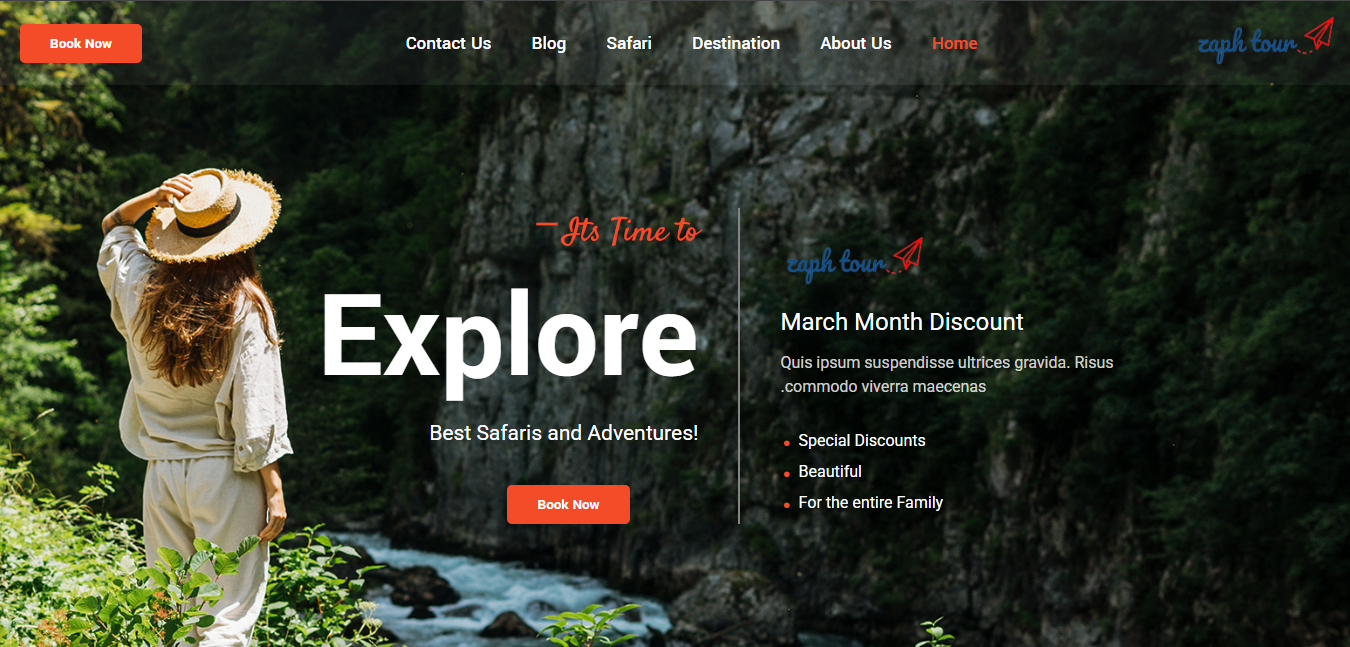 Book Now
Contact Us
Blog
Safari
Destination
About Us
Home
zaph tour
Its Time to
Explore
Best Safaris and Adventures!
Book Now
zaph tour
March Month Discount
Quis ipsum suspendisse ultrices gravida. Risus
.commodo viverra maecenas
Special Discounts
Beautiful
For the entire Family